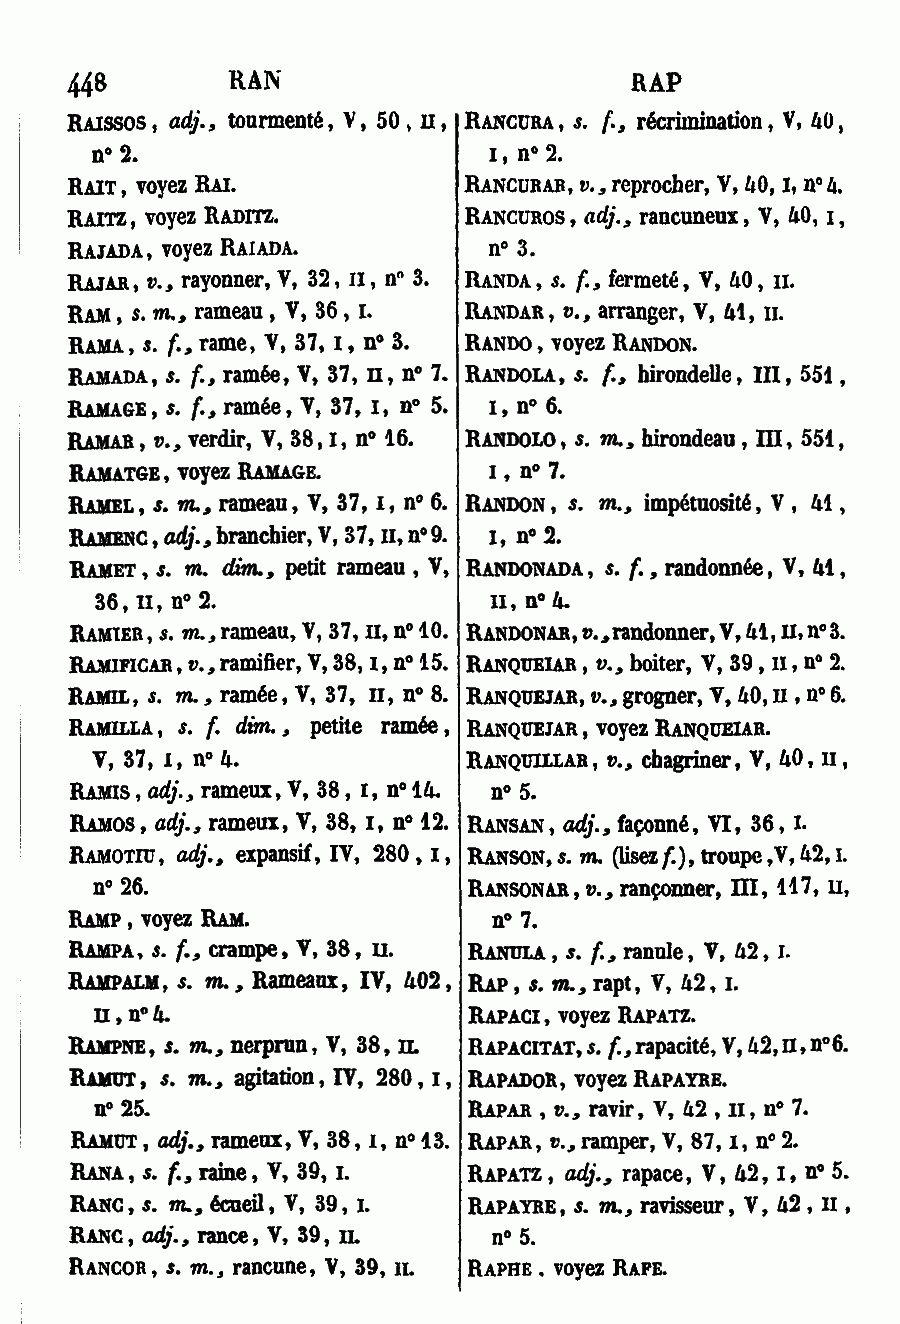 448 RAN RAP
RAISSOS, adj., tourmenté, V, 50, II,
n° 2.
RAIT, voyez RAI.
RAITZ, voyez RADITZ.
RAJADA, voyez RAIADA.
RAJAR, v., rayonner, V, 32, II, n° 3.
RAM, s. m., rameau, V, 36, I.
RAMA, s. f., rame, V, 37, I, n° 3.
RAMADA, s. f., ramée, V, 37, II, n° 7.
RAMAGE, s. f., ramée, V, 37, I, n° 5.
RAMAR, v., verdir, V, 38, I, n° 16.
RAMATGE, voyez RAMAGE.
RAMEL, s. m., rameau, V, 37, I, n° 6.
RAMENC, adj., branchier, V, 37, II, n° 9.
RAMET, s. m. dim., petit rameau, V,
36, II, n° 2.
RAMIER, s. m., rameau, V, 37, II, n° 10.
RAMIFICAR, v., ramifier, V, 38, I, n° 15.
RAMIL, s. m., ramée, V, 37, II, n° 8.
RAMILLA, s. f. dim., petite ramée,
V, 37, I, n° 4.
RAMIS, adj., rameux, V, 38, I, n° 14.
RAMOS, adj., rameux, V, 38, I, n° 12.
RAMOTIU, adj., expansif, IV, 280, I,
n° 26.
RAMP, voyez RAM.
RAMPA, s. f., crampe, V, 38, II.
RAMPALM, s. m., Rameaux, IV, 402,
II, n° 4.
RAMPNE, s. m., nerprun, V, 38, II.
RAMUT, s. m., agitation, IV, 280, I,
n° 25.
RAMUT, adj., rameux, V, 38, I, n° 13.
RANA, s. f., raine, V, 39, I.
RANC, s. m., écueil, V, 39, I.
RANC, adj., rance, V, 39, II.
RANCOR, s. m., rancune, V, 39, II.
RANCURA, s. f., récrimination, V, 40,
I, n° 2.
RANCURAR, v., reprocher, V, 40, I, n° 4.
RANCUROS, adj., rancuneux, V, 40, I,
n° 3.
RANDA, s. f., fermeté, V, 40, II.
RANDAR, v., arranger, V, 41, II.
RANDO, voyez RANDON.
RANDOLA, s. f., hirondelle, III, 551,
I, n° 6.
RANDOLO, s. m., hirondeau, III, 551,
I, n° 7.
RANDON, s. m., impétuosité, V, 41,
I, n° 2.
RANDONADA, s. f., randonnée, V, 41,
II, n° 4.
RANDONAR, v., randonner, V, 41, II, n° 3.
RANQUEIAR, v., boiter, V, 39, II, n° 2.
RANQUEJAR, v., grogner, V, 40, II, n° 6.
RANQUEJAR, voyez RANQUEIAR.
RANQUILLAR, v., chagriner, V, 40, II,
n° 5.
RANSAN, adj., façonné, VI, 36, I.
RANSON, s. m. (lisez f.), troupe, V, 42, I.
RANSONAR, v., rançonner, III, 117, II,
n° 7.
RANULA, s. f., ranule, V, 42, I.
RAP, s. m., rapt, V, 42, I.
RAPACI, voyez RAPATZ.
RAPACITAT, s. f., rapacité, V, 42, II, n° 6.
RAPADOR, voyez RAPAYRE.
RAPAR, v., ravir, V, 42, II, n° 7.
RAPAR, v., ramper, V, 87, I, n° 2.
RAPATZ, adj., rapace, V, 42, I, n° 5.
RAPAYRE, s. m., ravisseur, V, 42, II,
n° 5.
RAPHE, voyez RAFE.